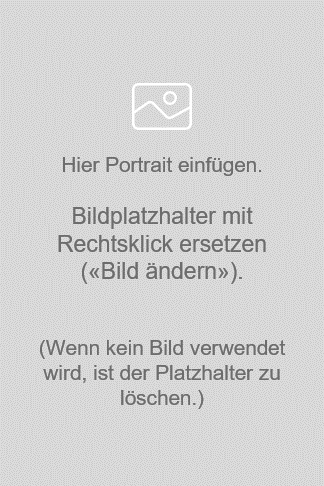 Hier Portrait einfügen.
Bildplatzhalter mit
Rechtsklick ersetzen
(«Bild ändern»).
(Wenn kein Bild verwendet
wird, ist der Platzhalter zu
löschen.)